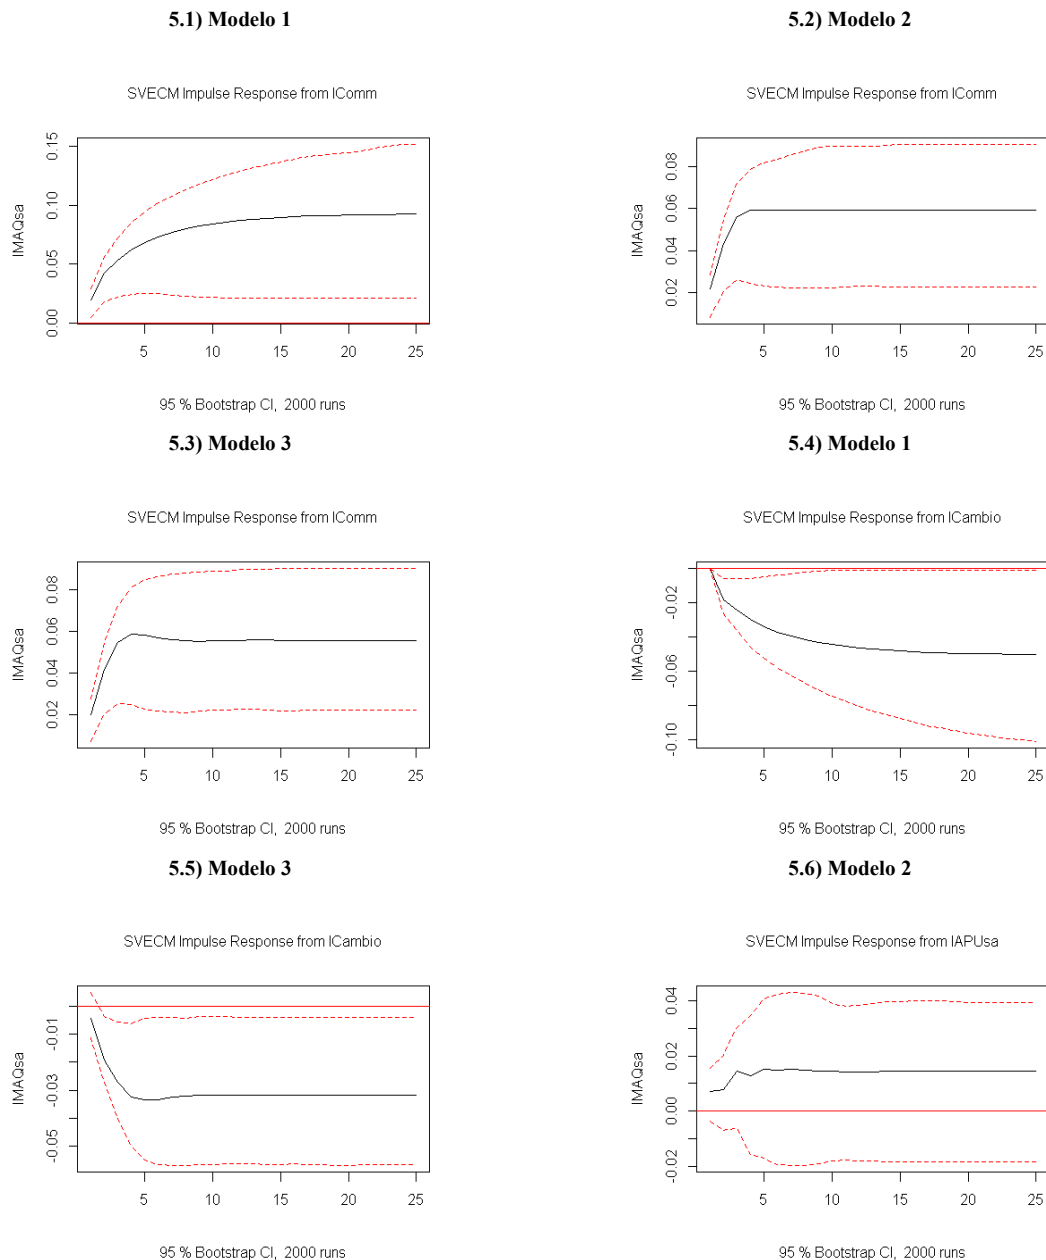 5.1) Modelo 1
5.2) Modelo 2
SVECM Impulse Response from lComm
SVECM Impulse Response from lComm
lMAQsa
0.00 0.05 0.10 0.15
5 10 15 20 25
95 % Bootstrap CI, 2000 runs
lMAQsa
0.02 0.04 0.06 0.08
5 10 15 20 25
95 % Bootstrap CI, 2000 runs
5.3) Modelo 3
5.4) Modelo 1
SVECM Impulse Response from lComm
SVECM Impulse Response from lCambio
lMAQsa
0.02 0.04 0.06 0.08
5 10 15 20 25
95 % Bootstrap CI, 2000 runs
lMAQsa
-0.10 -0.06 -0.02
5 10 15 20 25
95 % Bootstrap CI, 2000 runs
5.5) Modelo 3
5.6) Modelo 2
SVECM Impulse Response from lCambio
SVECM Impulse Response from lAPUsa
lMAQsa
-0.05 -0.03 -0.01
5 10 15 20 25
95 % Bootstrap CI, 2000 runs
lMAQsa
-0.02 0.00 0.02 0.04
5 10 15 20 25
95 % Bootstrap CI, 2000 runs